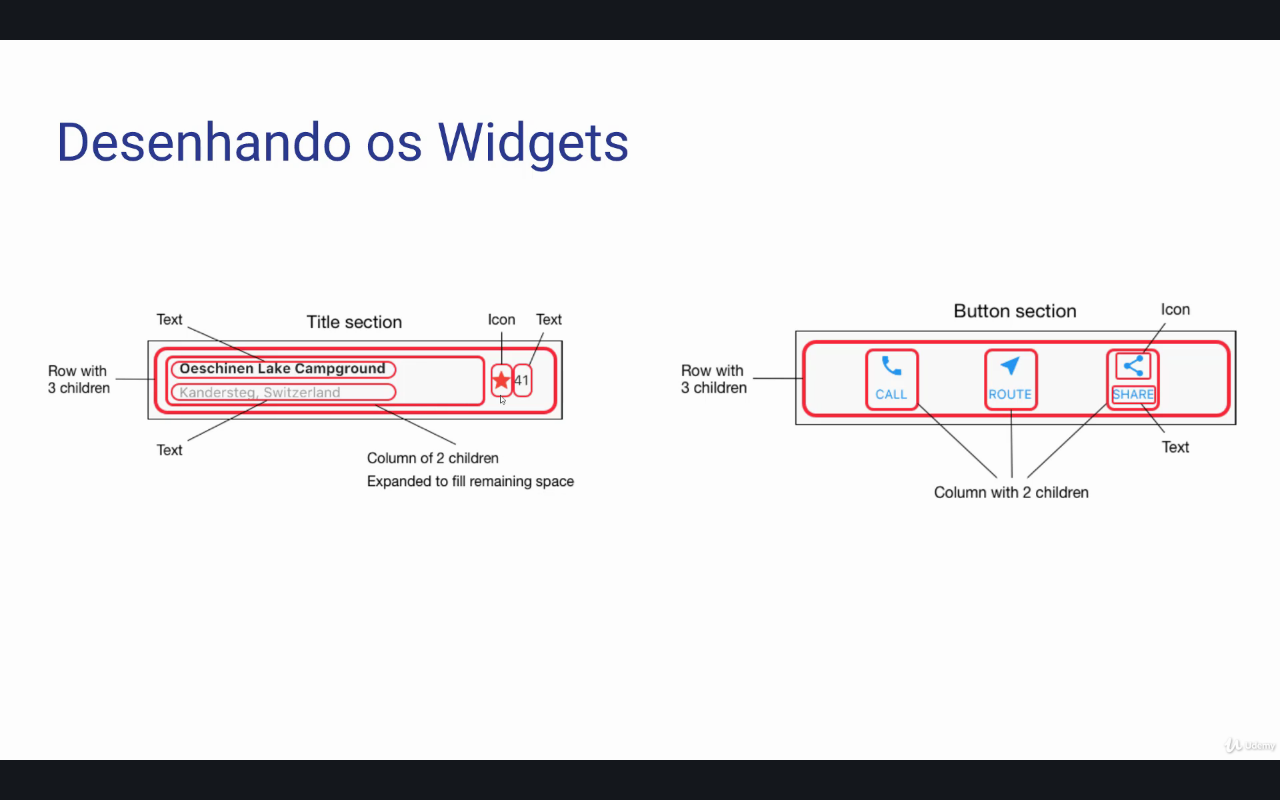 Desenhando os Widgets
Title section
Text
Icon
Text
Row with
3 children
Oeschinen Lake Campground
Kandersteg, Switzerland
41
Text
Column of 2 children
Expanded to fill remaining space
Button section
Icon
Row with
3 children
CALL
ROUTE
SHARE
Text
Column with 2 children
Udemy